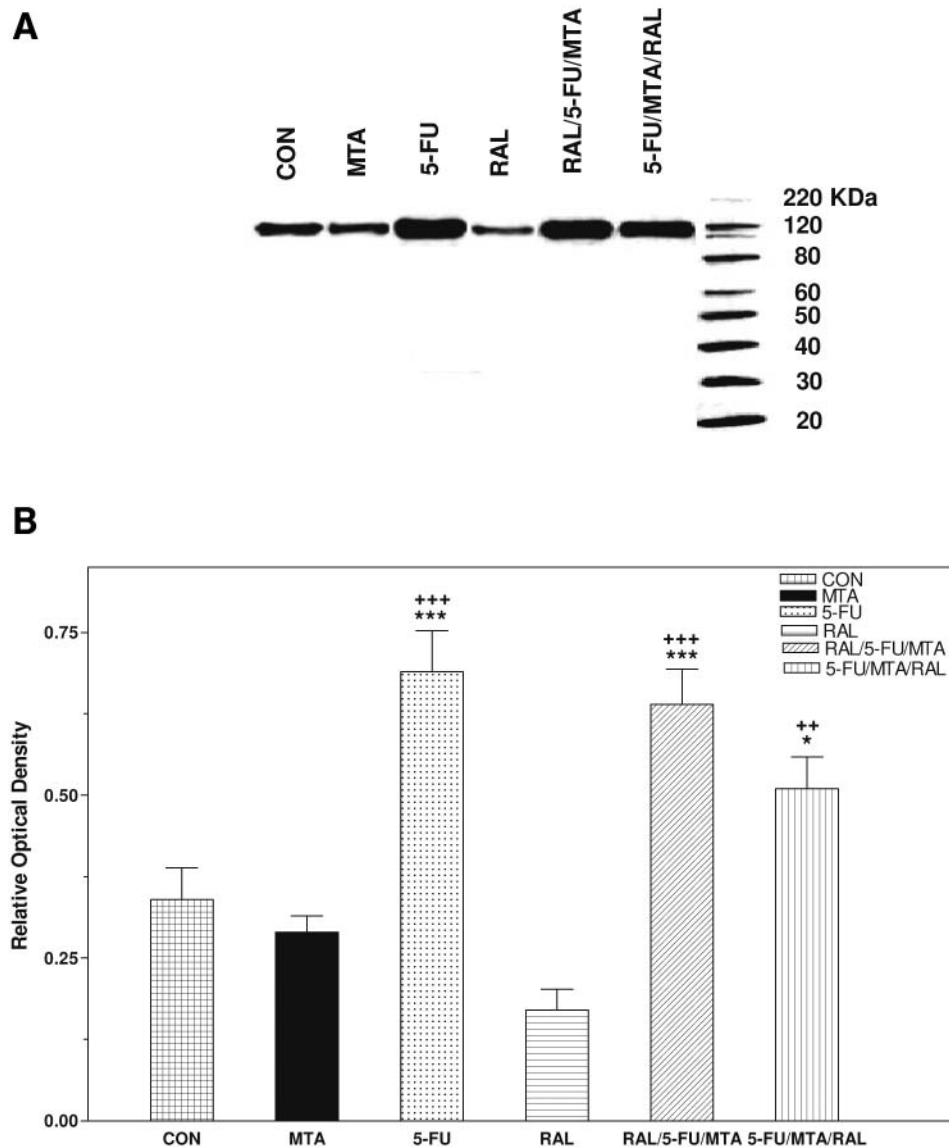 A
CON
MTA
5-FU
RAL
RAL/5-FU/MTA
5-FU/MTA/RAL
220 KDa
120
80
60
50
40
30
20
B
Relative Optical Density
0.75
0.50
0.25
0.00
+++
***
+++
***
++
*
CON
MTA
5-FU
RAL
RAL/5-FU/MTA
5-FU/MTA/RAL
CON MTA 5-FU RAL RAL/5-FU/MTA 5-FU/MTA/RAL